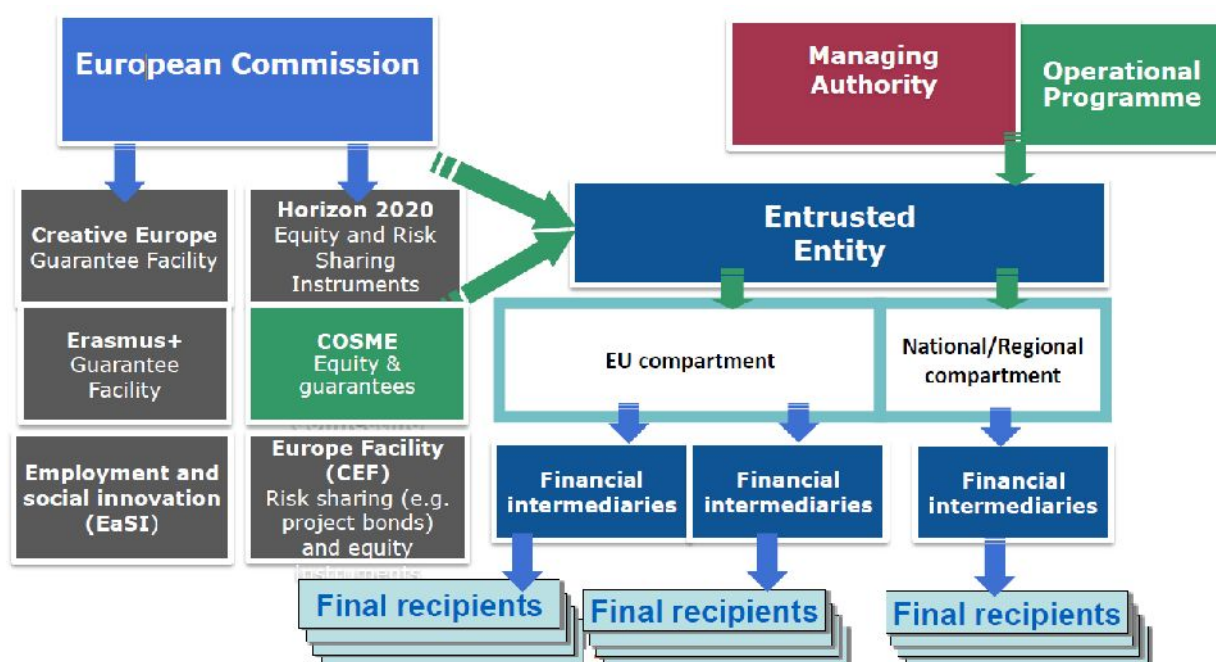 European Commission
Managing
Authority
Operational
Programme
Creative Europe
Guarantee Facility
Horizon 2020
Equity and Risk
Sharing
Instruments
Entrusted
Entity
Erasmus+
Guarantee
Facility
COSME
Equity &
guarantees
EU compartment
National/Regional
compartment
Employment and
social innovation
(EaSI)
Europe Facility
(CEF)
Risk sharing (e.g.
project bonds)
and equity
instruments
Financial
intermediaries
Financial
intermediaries
Financial
intermediaries
Final recipients
Final recipients
Final recipients